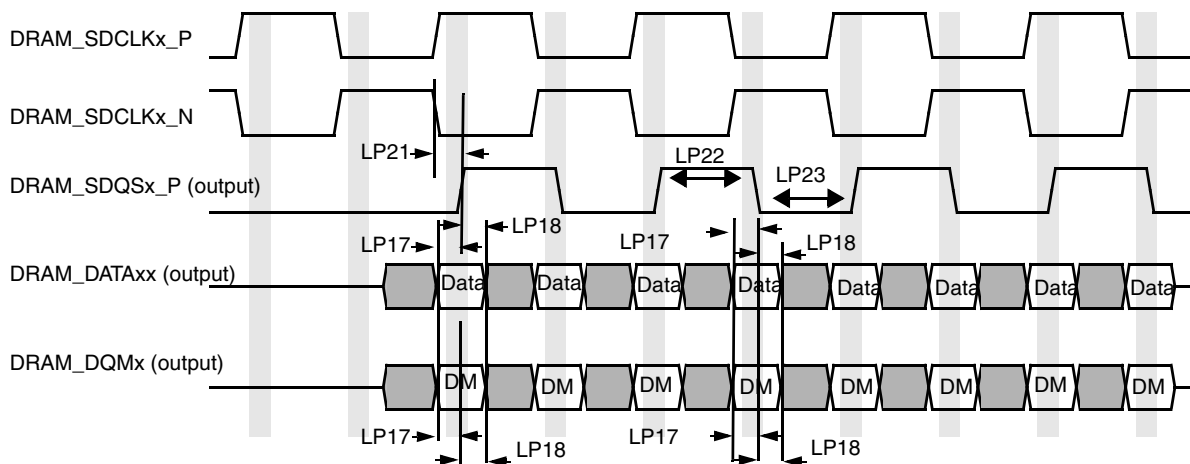 DRAM_SDCLKx_P
DRAM_SDCLKx_N
LP21
LP22
DRAM_SDQSx_P (output)
LP23
LP18
LP17
LP17
LP18
DRAM_DATAxx (output)
Data Data Data Data Data Data Data Data
DRAM_DQMx (output)
DM DM DM DM DM DM DM DM
LP17
LP18
LP17
LP18